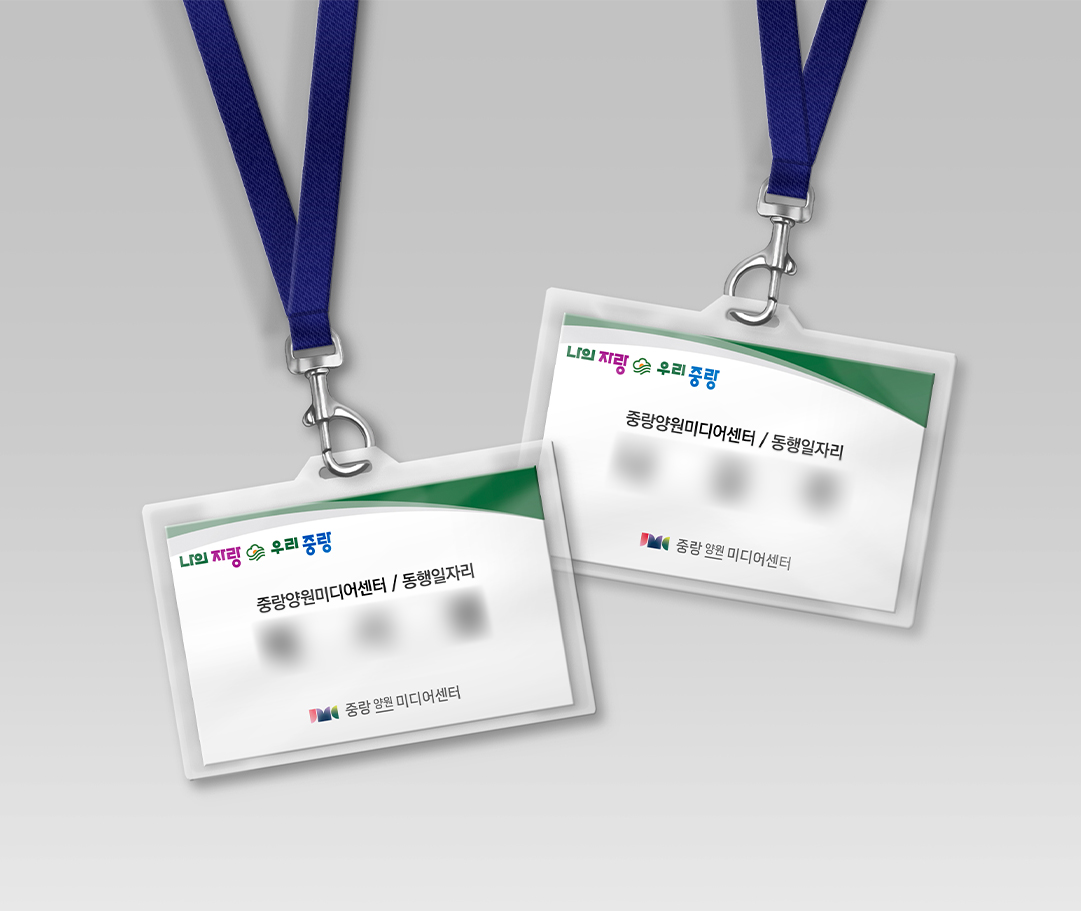 나의 자랑 우리 중랑
중랑양원미디어센터 / 동행일자리
중랑 양원 미디어센터
나의 자랑 우리 중랑
중랑양원미디어센터 / 동행일자리
중랑 양원 미디어센터